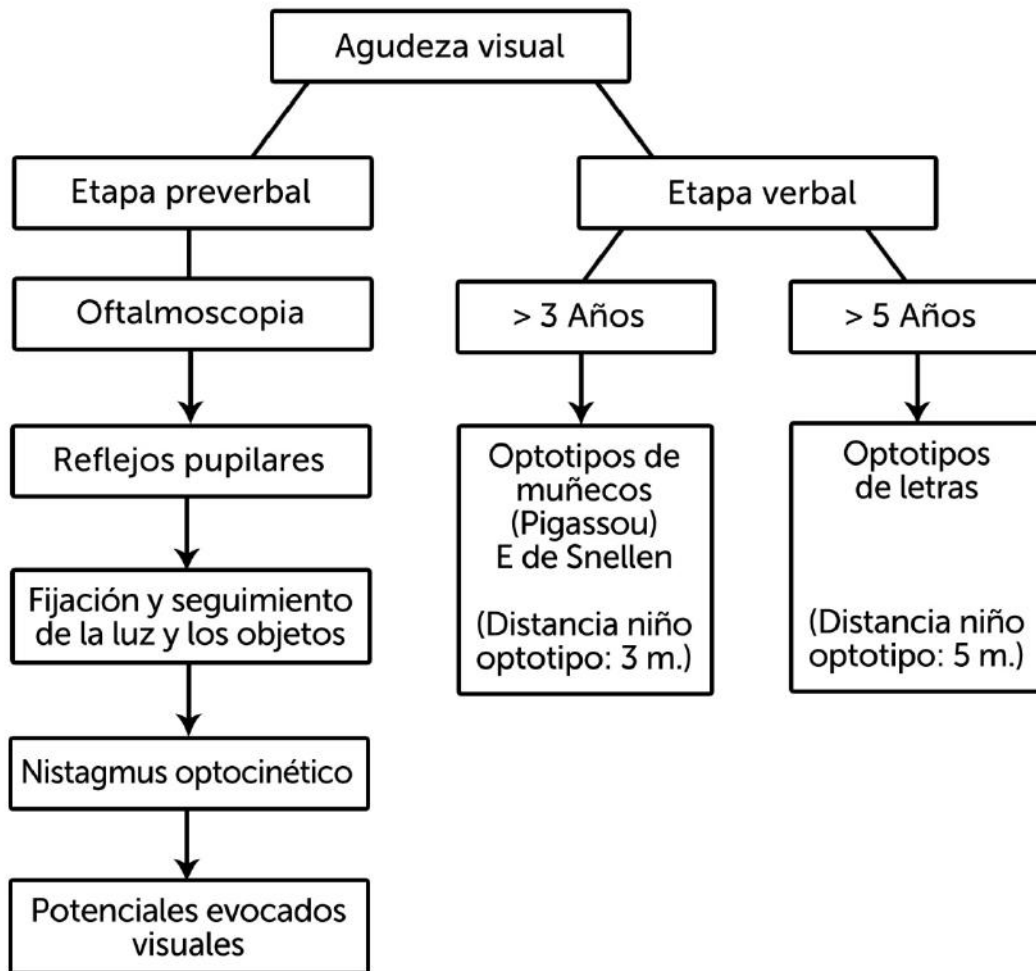 Agudeza visual
Etapa preverbal
Etapa verbal
Oftalmoscopia
> 3 Años
> 5 Años
Reflejos pupilares
Optotipos de
muñecos
(Pigassou)
E de Snellen
(Distancia niño
optotipo: 3 m.)
Optotipos
de letras
(Distancia niño
optotipo: 5 m.)
Fijación y seguimiento
de la luz y los objetos
Nistagmus optocinético
Potenciales evocados
visuales